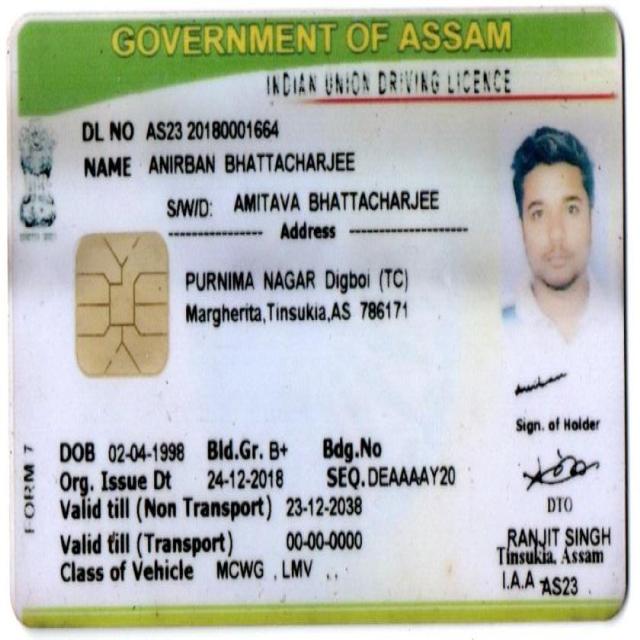 GOVERNMENT OF ASSAM
INDIAN UNION DRIVING LICENCE
DL NO AS23 20180001664
NAME ANIRBAN BHATTACHARJEE
S/W/D: AMITAVA BHATTACHARJEE
Address
PURNIMA NAGAR Digboi (TC)
Margherita,Tinsukia,AS 786171
Sign. of Holder
FORM 7
DOB 02-04-1998 Bld.Gr. B+ Bdg.No
Org. Issue Dt 24-12-2018 SEQ.DEAAAAY20
Valid till (Non Transport) 23-12-2038
Valid till (Transport) 00-00-0000
Class of Vehicle MCWG , LMV , ,
DTO
RANJIT SINGH
Tinsukia, Assam
I.A.A AS23